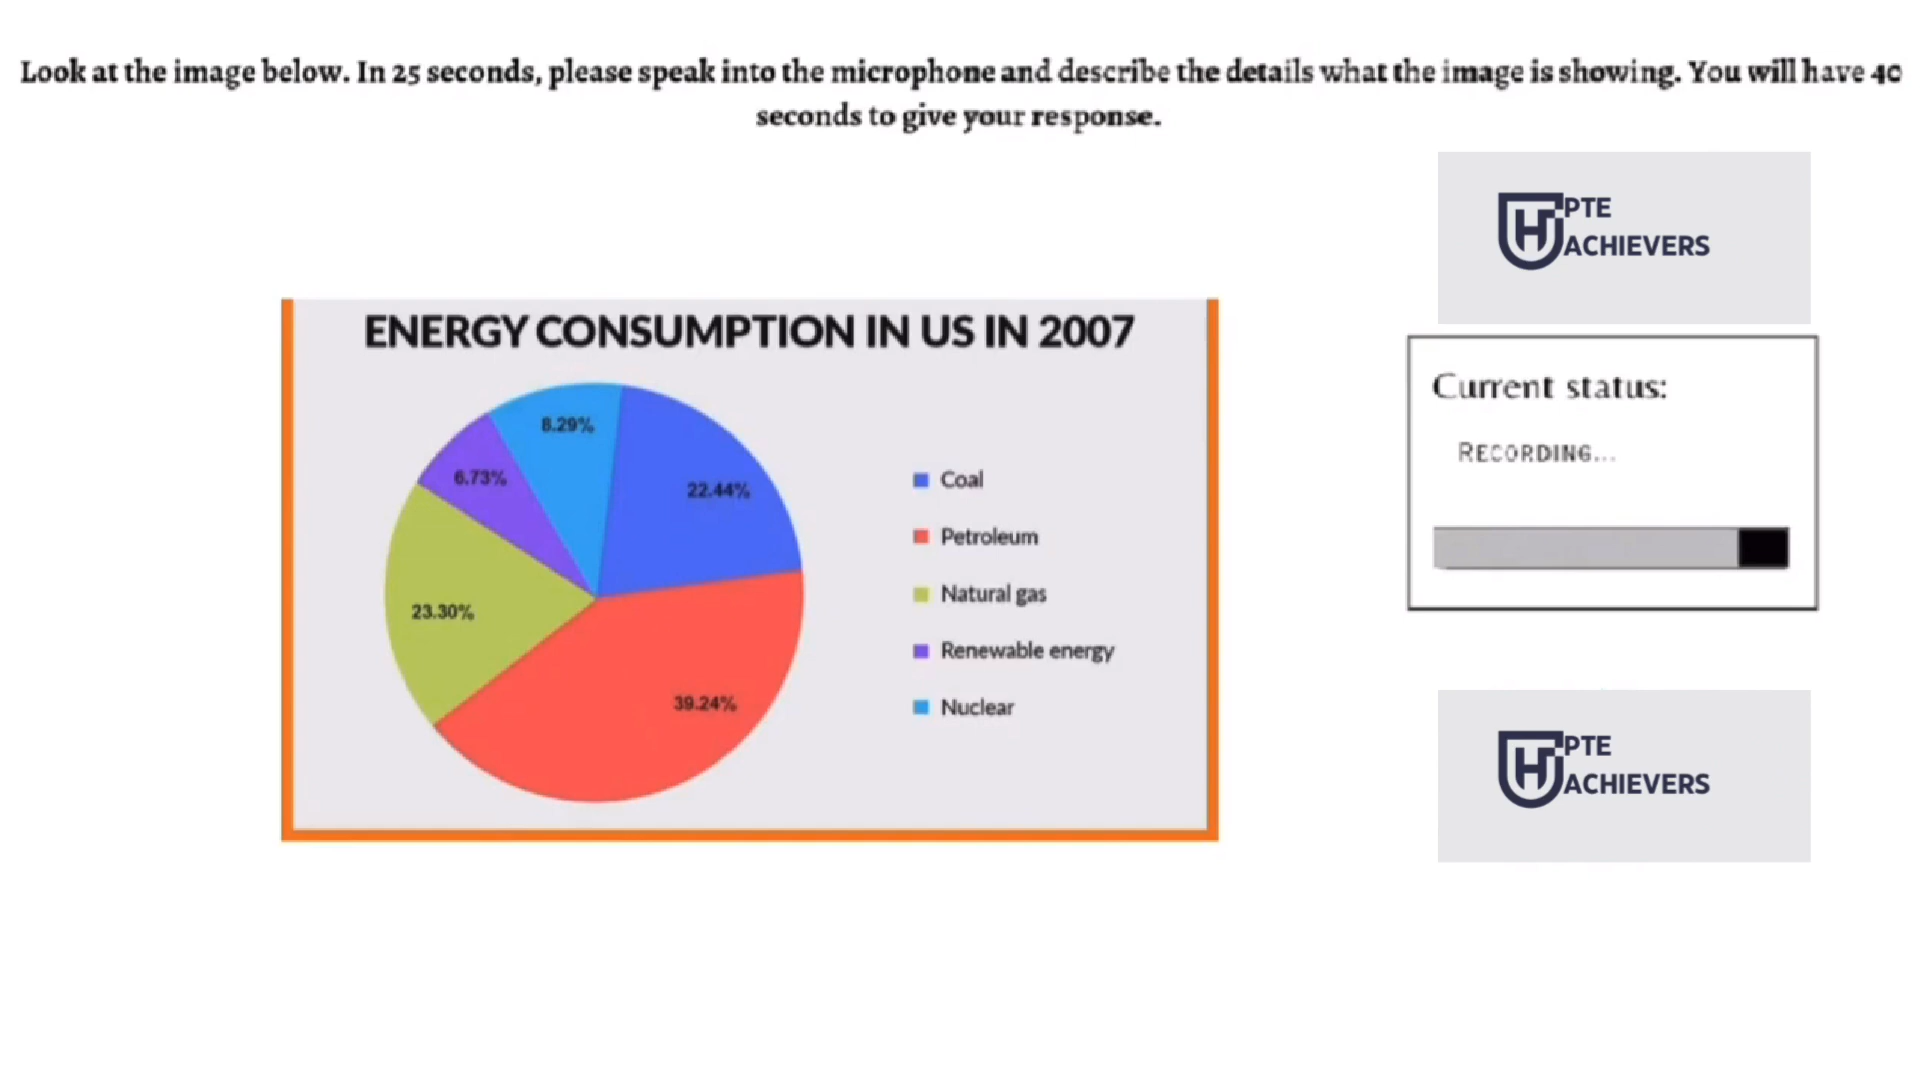 Look at the image below. In 25 seconds, please speak into the microphone and describe the details what the image is showing. You will have 40
seconds to give your response.
PTE
ACHIEVERS
ENERGY CONSUMPTION IN US IN 2007
8.29%
6.73%
22.44%
23.30%
39.24%
Coal
Petroleum
Natural gas
Renewable energy
Nuclear
Current status:
RECORDING...
PTE
ACHIEVERS